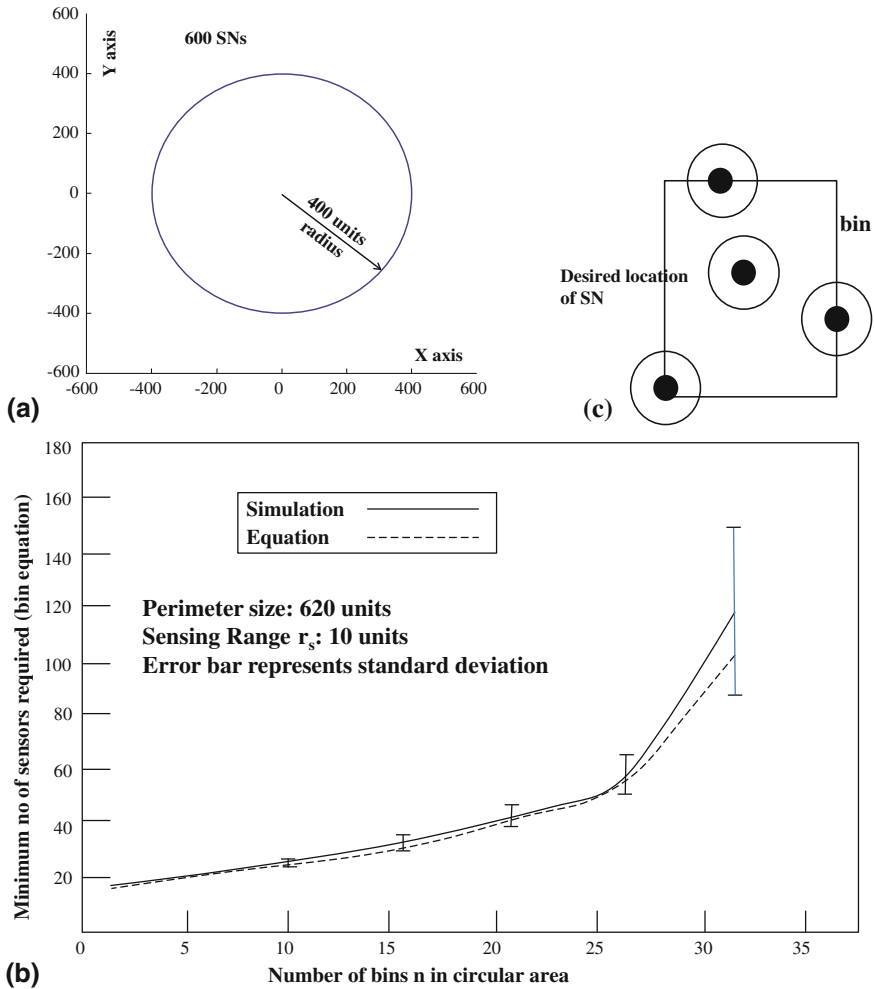 600
Y axis
600 SNs
400
200
0
-200
-400
-600
400 units
radius
X axis
-600
-400
-200
0
200
400
600
(a)
bin
Desired location
of SN
(c)
180
160
140
120
100
80
60
40
20
Minimum no of sensors required (bin equation)
Simulation
Equation
Perimeter size: 620 units
Sensing Range rs: 10 units
Error bar represents standard deviation
0
5
10
15
20
25
30
35
(b)
Number of bins n in circular area